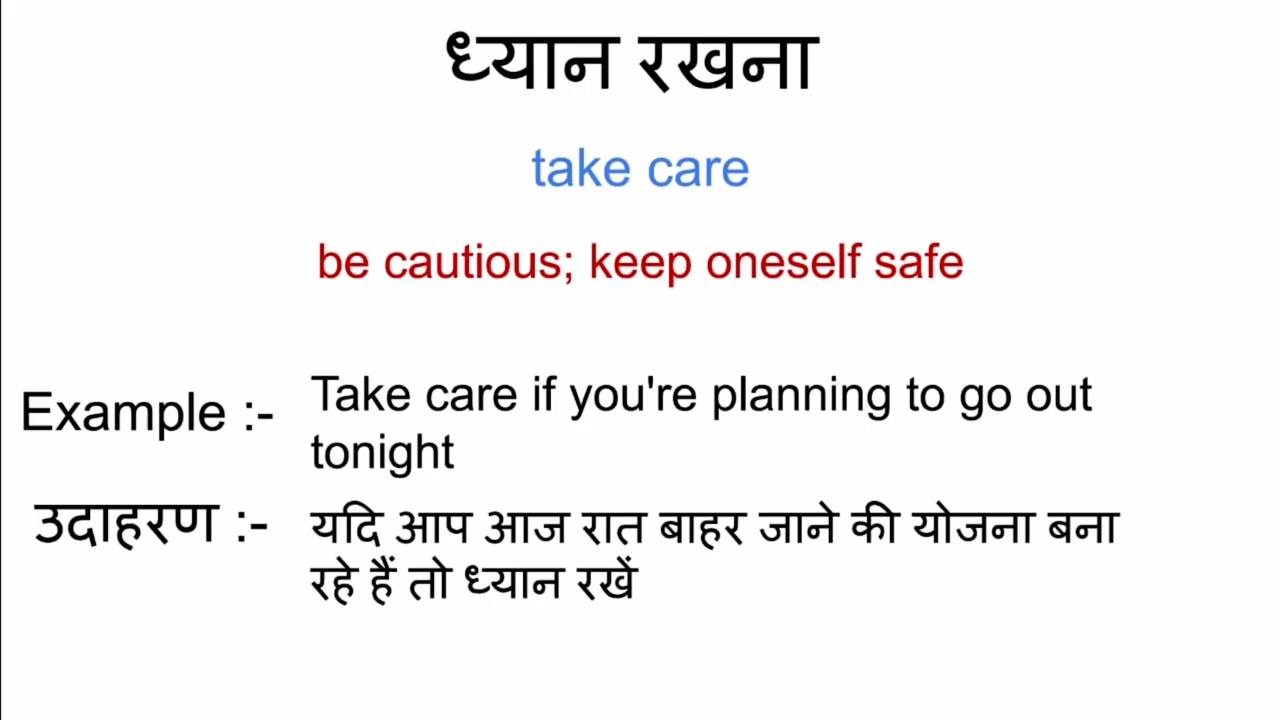 ध्यान रखना
take care
be cautious; keep oneself safe
Example :- Take care if you're planning to go out
tonight
उदाहरण :- यदि आप आज रात बाहर जाने की योजना बना
रहे हैं तो ध्यान रखें